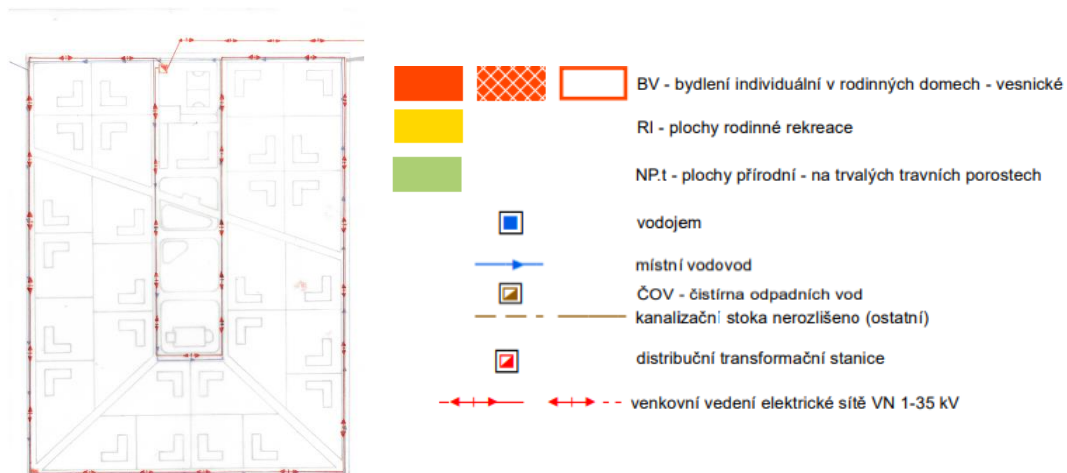 BV - bydlení individuální v rodinných domech - vesnické
RI - plochy rodinné rekreace
NP.t - plochy přírodní - na trvalých travních porostech
vodojem
místní vodovod
ČOV - čistírna odpadních vod
kanalizační stoka nerozlišeno (ostatní)
distribuční transformační stanice
venkovní vedení elektrické sítě VN 1-35 kV